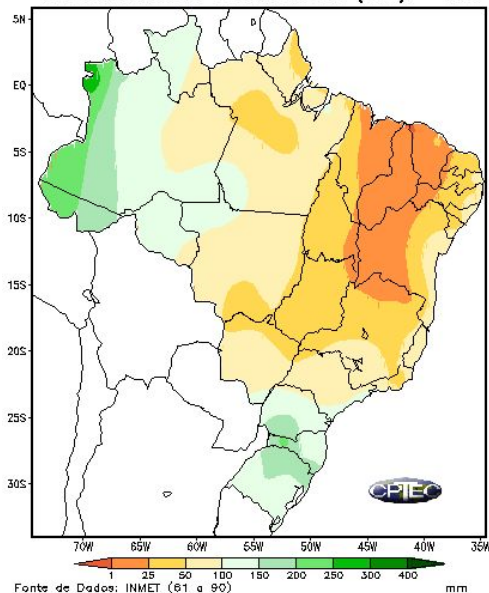 5N
EQ
5S
10S
15S
20S
25S
30S
CPTEC
70W 65W 60W 55W 50W 45W 40W 35W
1 25 50 100 150 200 250 300 400
Fonte de Dados: INMET (61 a 90) mm